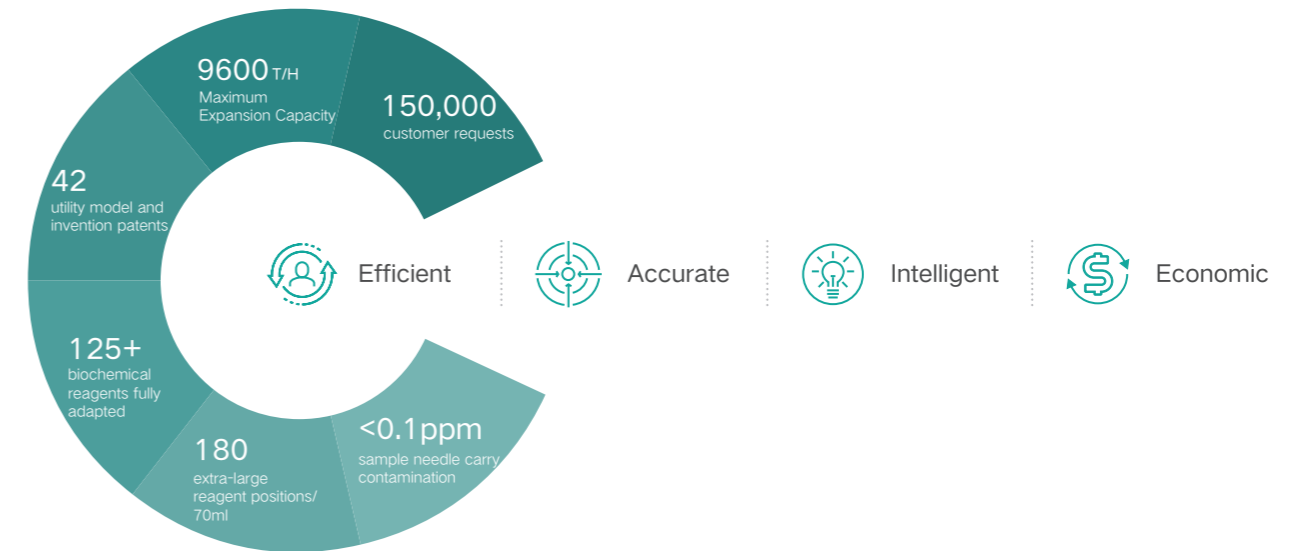 9600 T/H
Maximum
Expansion Capacity
150,000
customer requests
42
utility model and
invention patents
Efficient
Accurate
Intelligent
Economic
125+
biochemical
reagents fully
adapted
180
extra-large
reagent positions/
70ml
<0.1ppm
sample needle carry
contamination